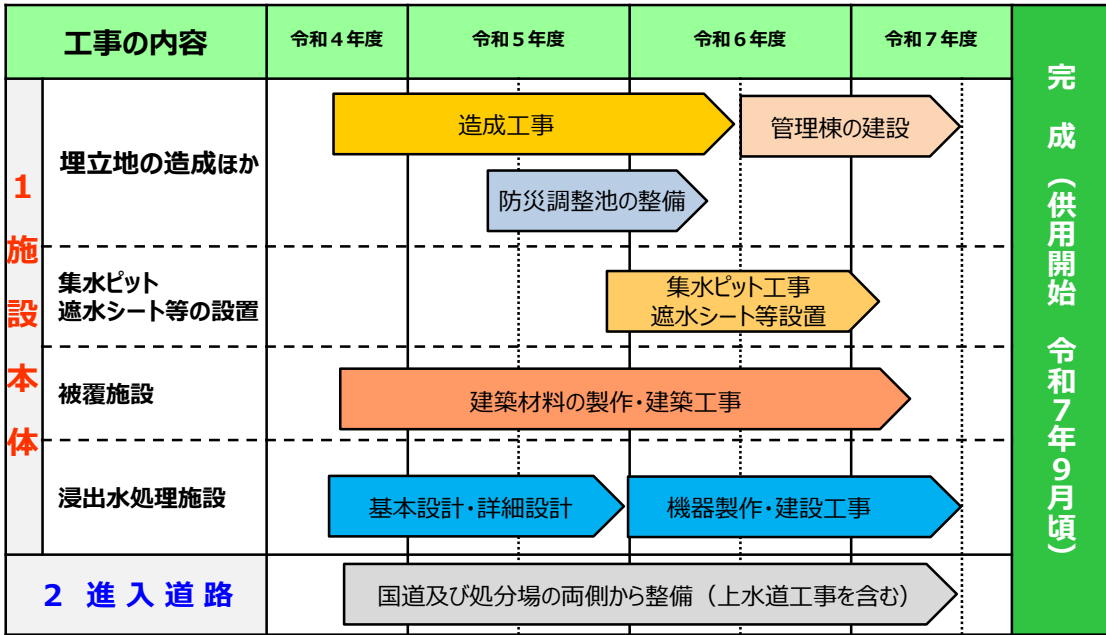 工事の内容
令和４年度
令和５年度
令和６年度
令和７年度
１施設本体
埋立地の造成ほか
造成工事
管理棟の建設
防災調整池の整備
集水ピット
遮水シート等の設置
集水ピット工事
遮水シート等設置
被覆施設
建築材料の製作・建築工事
浸出水処理施設
基本設計・詳細設計
機器製作・建設工事
２ 進入道路
国道及び処分場の両側から整備（上水道工事を含む）
完成（供用開始 令和７年９月頃）